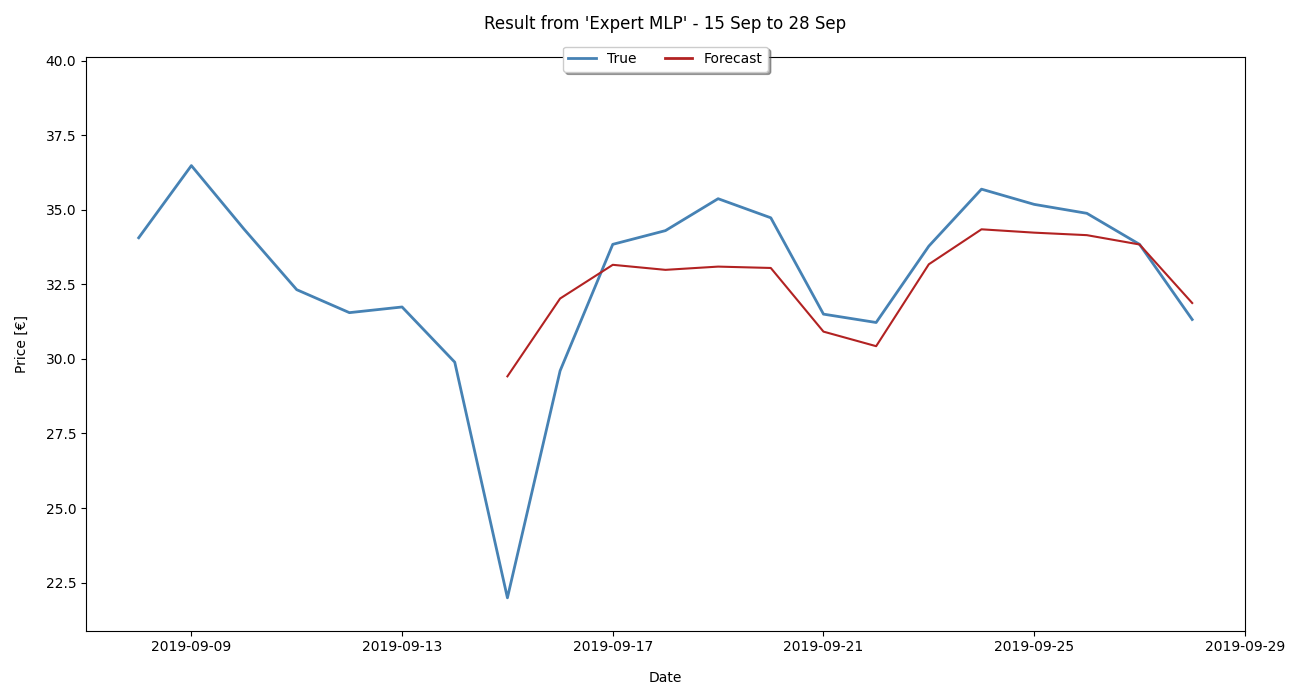 Result from 'Expert MLP' - 15 Sep to 28 Sep
True Forecast
40.0
37.5
35.0
32.5
30.0
27.5
25.0
22.5
Price [€]
2019-09-09 2019-09-13 2019-09-17 2019-09-21 2019-09-25 2019-09-29
Date